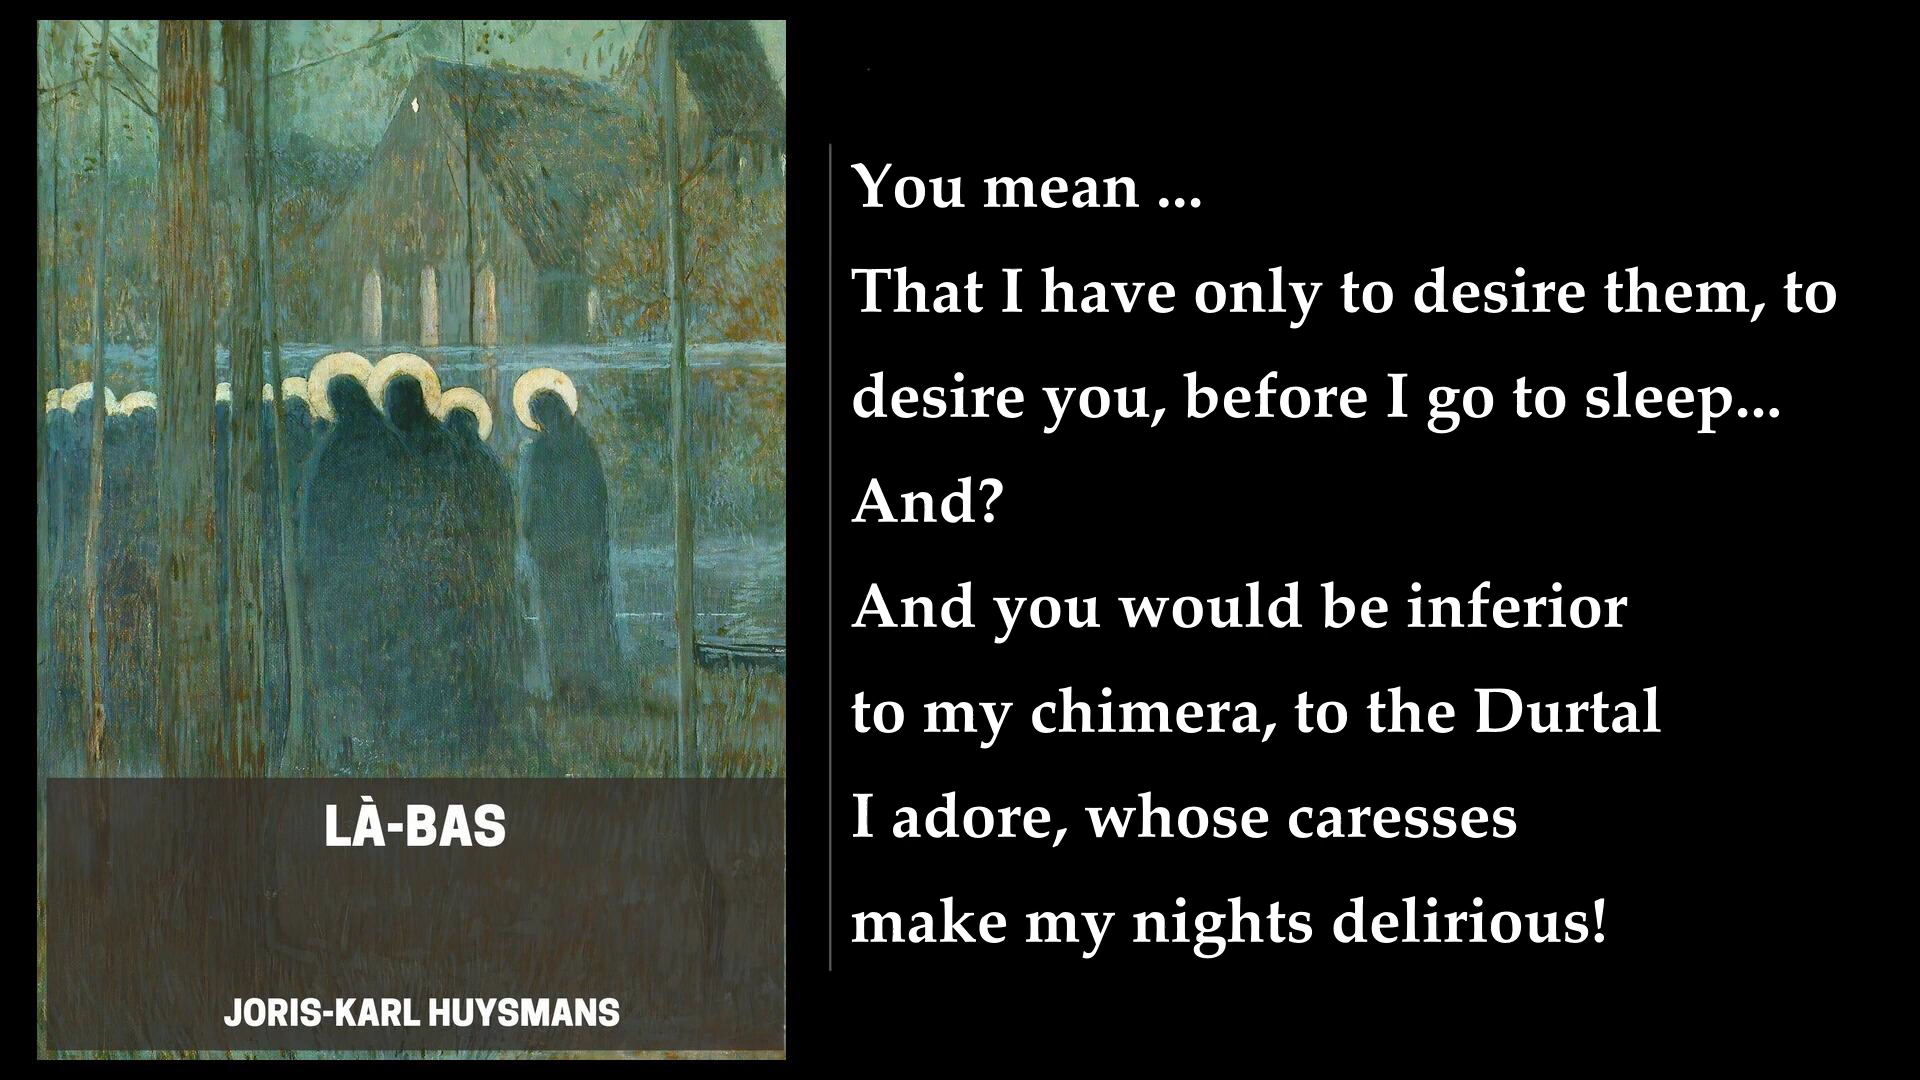 LÀ-BAS
JORIS-KARL HUYSMANS
You mean ...
That I have only to desire them, to
desire you, before I go to sleep...
And?
And you would be inferior
to my chimera, to the Durtal
I adore, whose caresses
make my nights delirious!